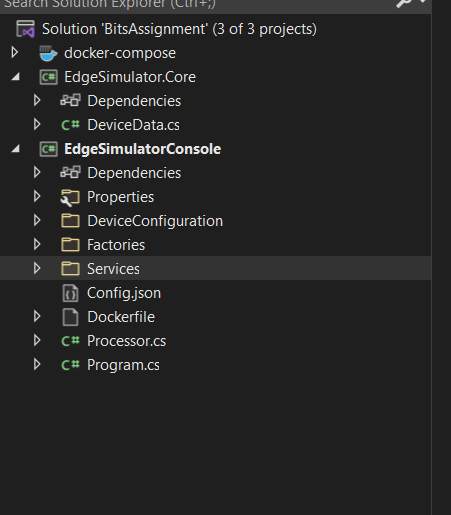 Search Solution Explorer (Ctrl+;)
Solution 'BitsAssignment' (3 of 3 projects)
docker-compose
C# EdgeSimulator.Core
Dependencies
C# DeviceData.cs
C# EdgeSimulatorConsole
Dependencies
Properties
DeviceConfiguration
Factories
Services
Config.json
Dockerfile
C# Processor.cs
C# Program.cs